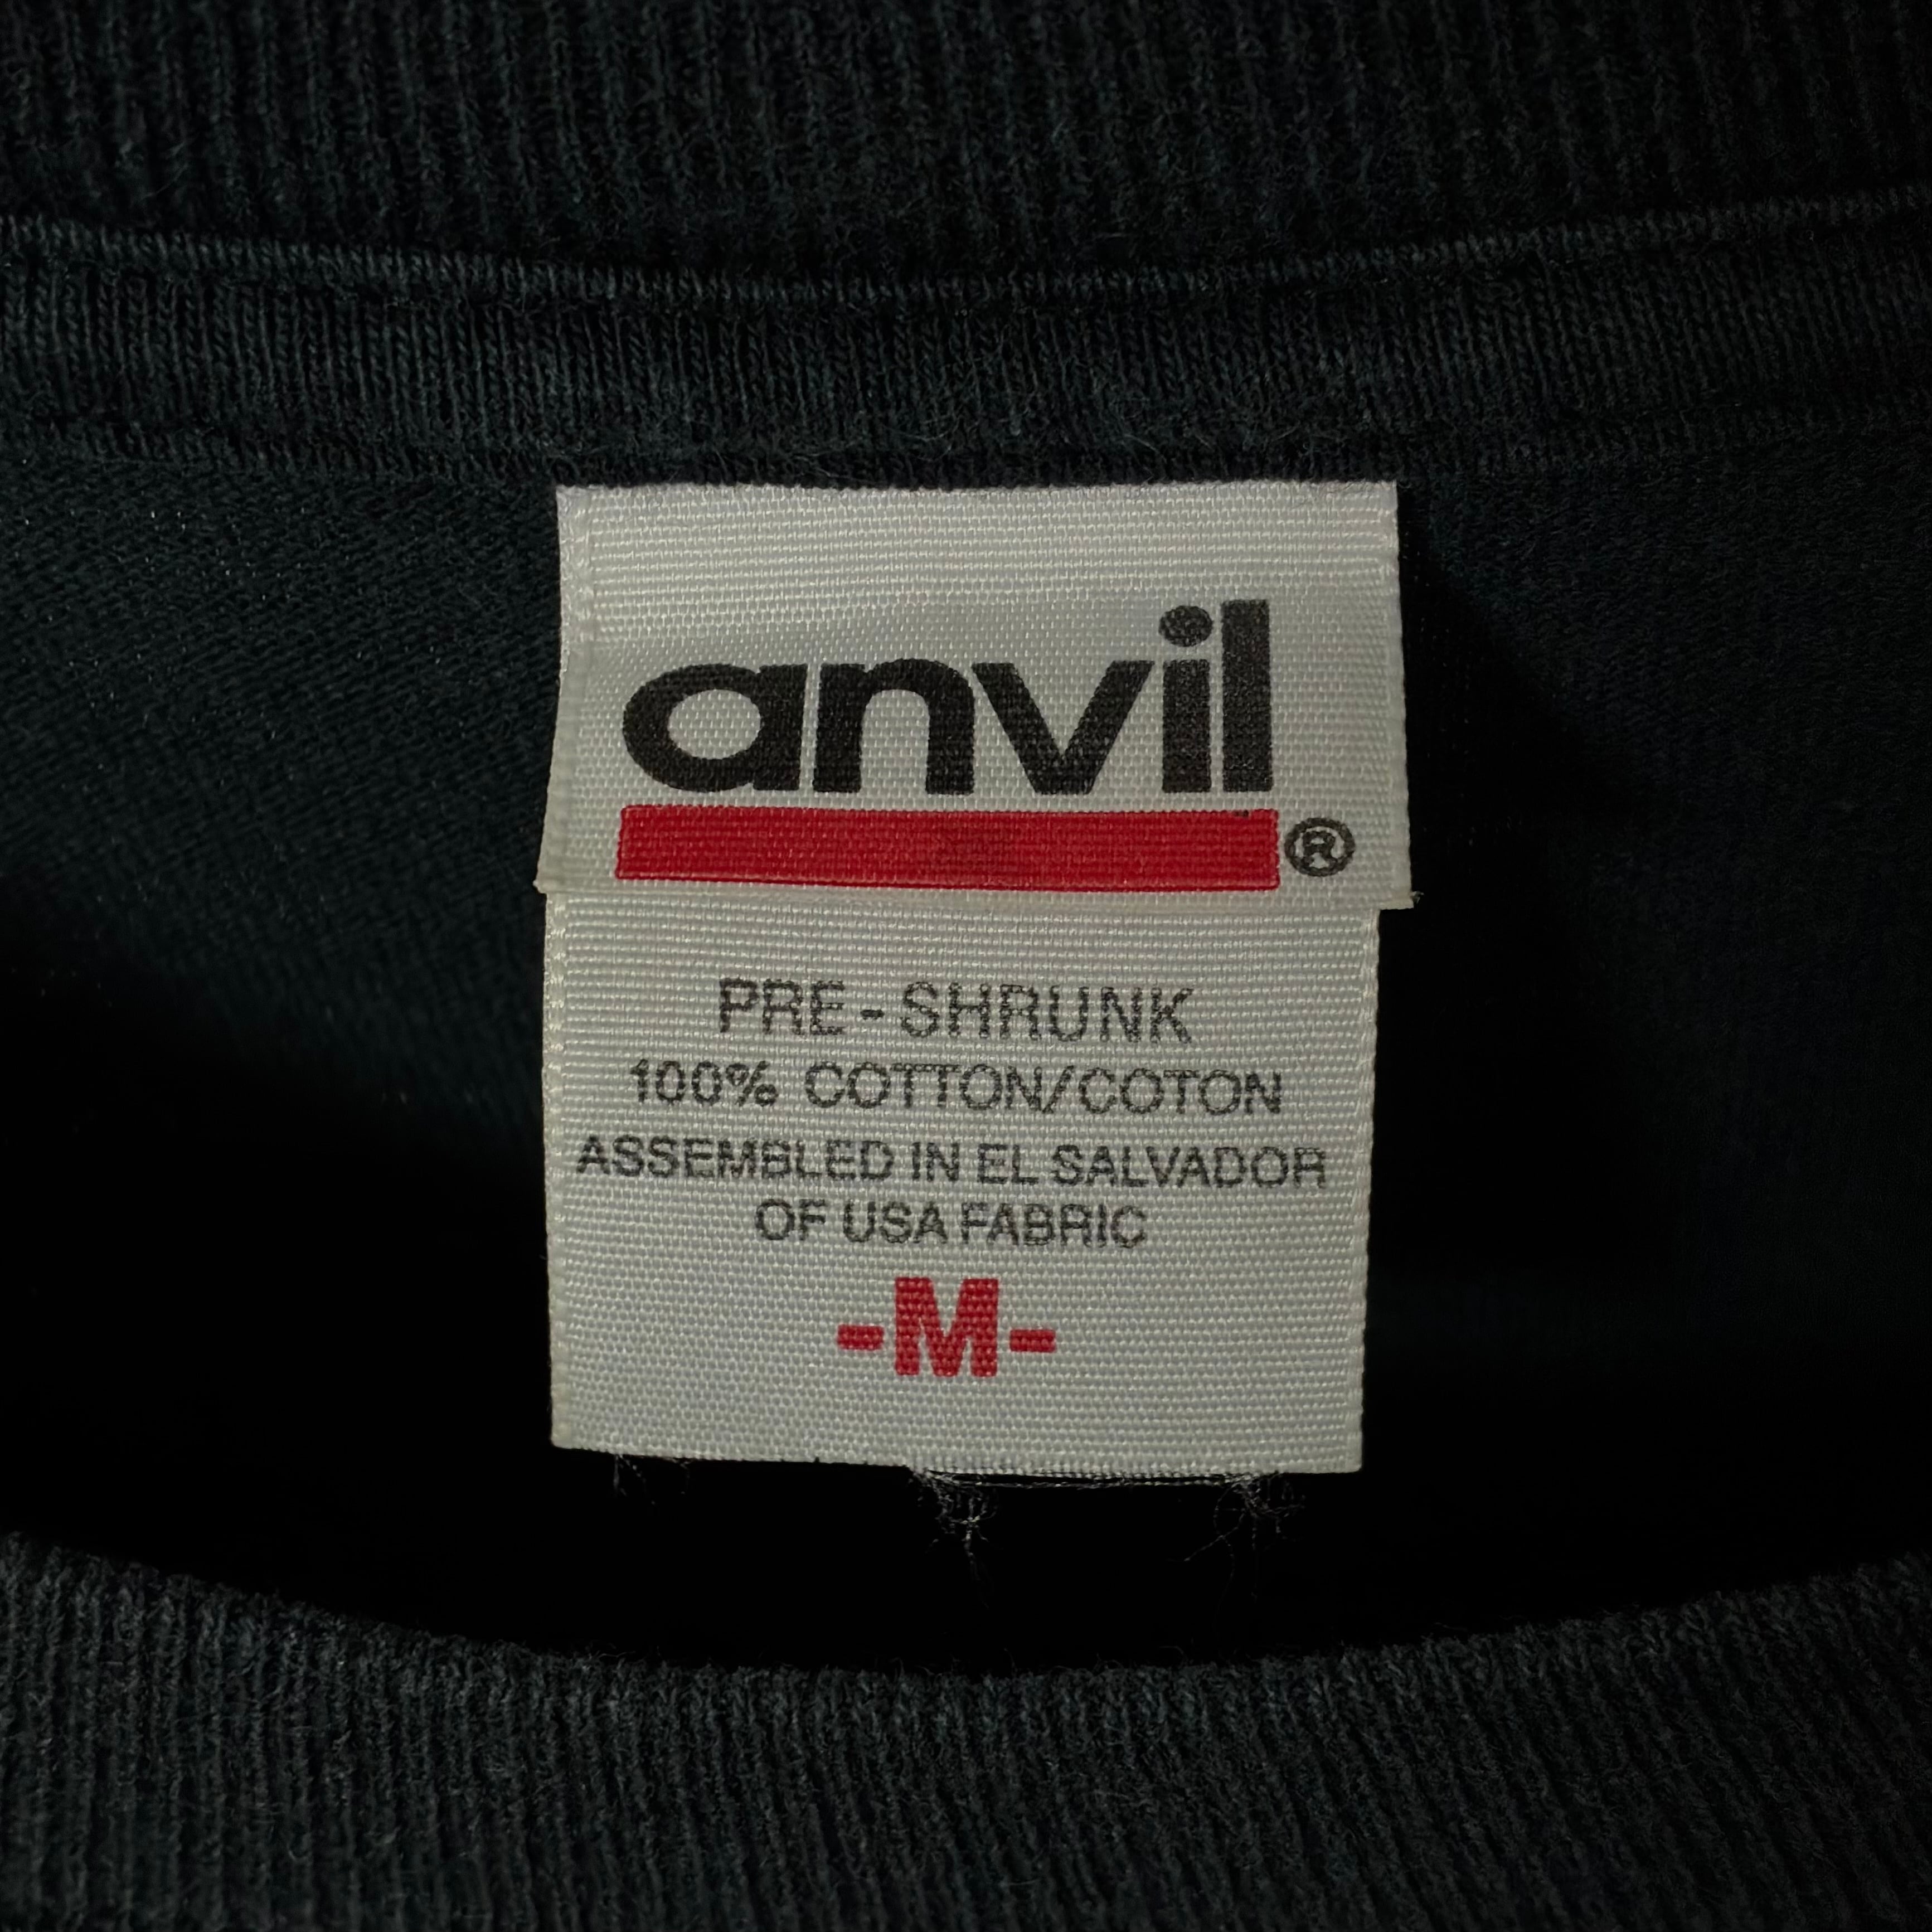 anvil
®
PRE-SHRUNK
100% COTTON/COTON
ASSEMBLED IN EL SALVADOR
OF USA FABRIC
-M-